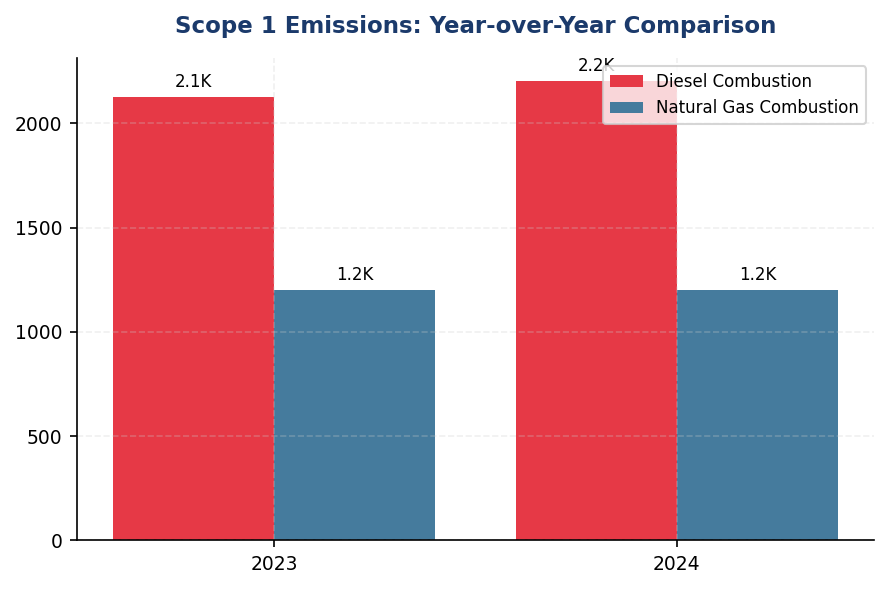 Scope 1 Emissions: Year-over-Year Comparison
2.2K
Diesel Combustion
Natural Gas Combustion
2.1K
2000
1500
1.2K
1.2K
1000
500
0
2023
2024